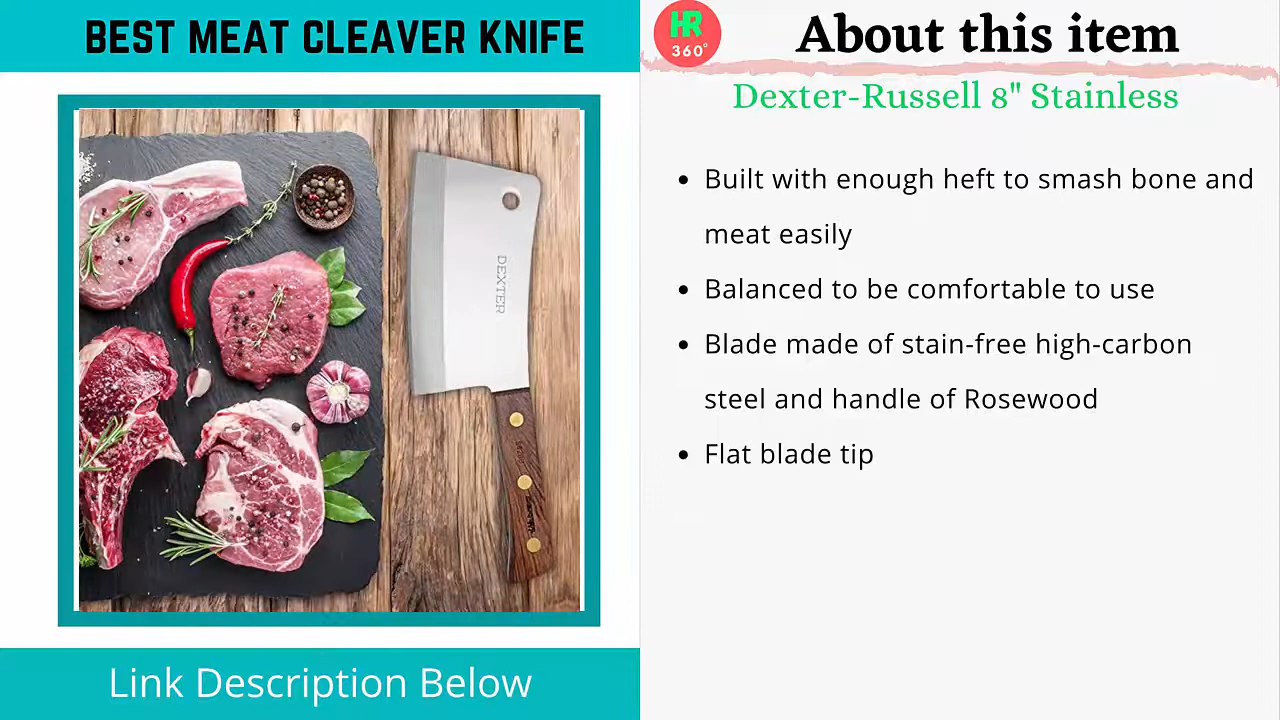 BEST MEAT CLEAVER KNIFE
DEXTER
Link Description Below
HR
360°
About this item
Dexter-Russell 8" Stainless
• Built with enough heft to smash bone and
meat easily
• Balanced to be comfortable to use
• Blade made of stain-free high-carbon
steel and handle of Rosewood
• Flat blade tip